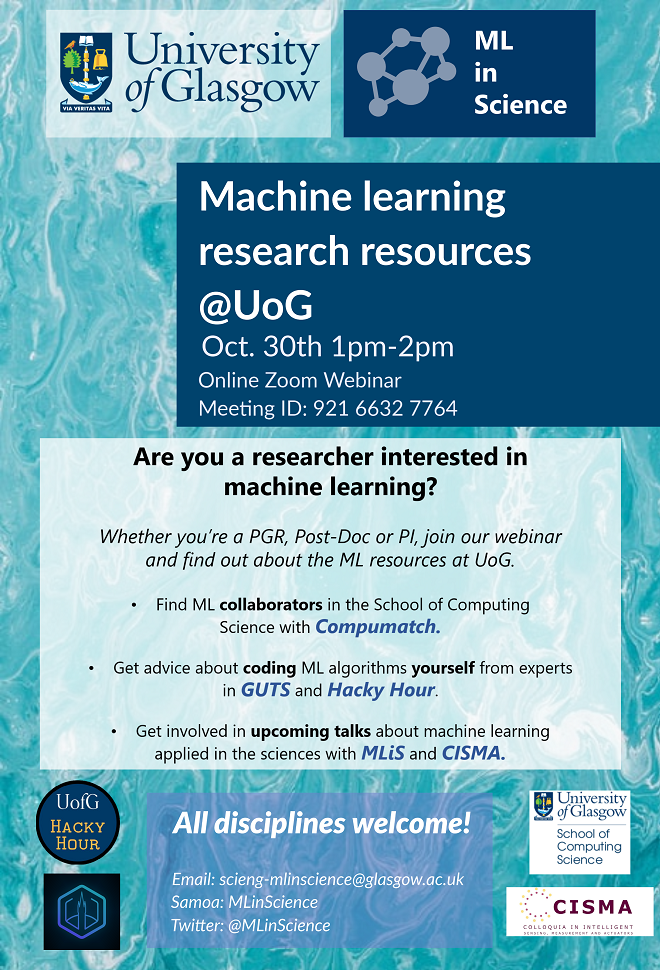 University
of Glasgow
VIA VERITAS VITA
ML
in
Science
Machine learning
research resources
@UoG
Oct. 30th 1pm-2pm
Online Zoom Webinar
Meeting ID: 921 6632 7764
Are you a researcher interested in
machine learning?
Whether you're a PGR, Post-Doc or PI, join our webinar
and find out about the ML resources at UoG.
• Find ML collaborators in the School of Computing
Science with Compumatch.
• Get advice about coding ML algorithms yourself from experts
in GUTS and Hacky Hour.
• Get involved in upcoming talks about machine learning
applied in the sciences with MLiS and CISMA.
UofG
HACKY
HOUR
All disciplines welcome!
Email: scieng-mlinscience@glasgow.ac.uk
Samoa: MLinScience
Twitter: @MLinScience
University
of Glasgow
School of
Computing
Science
CISMA
COLLOQUIA IN INTELLIGENT
SENSING, MEASUREMENT AND ACTUATORS